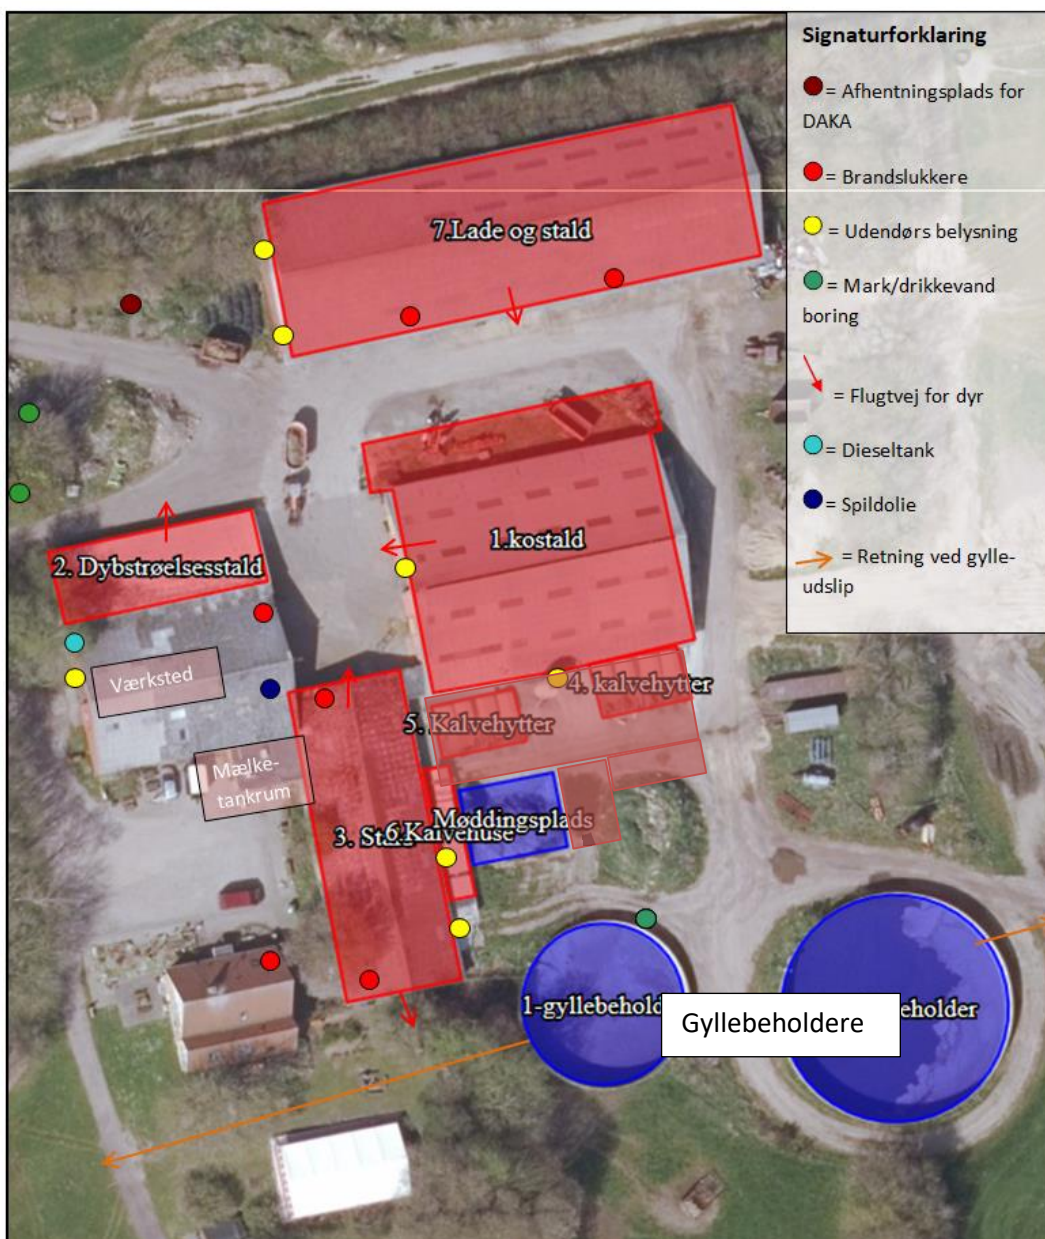 Signaturforklaring
= Afhentningsplads for
DAKA
= Brandslukkere
= Udendørs belysning
= Mark/drikkevand
boring
= Flugtvej for dyr
= Dieseltank
= Spildolie
= Retning ved gylle-
udslip
7.Lade og stald
1.kostald
2. Dybstrøelsesstald
Værksted
4. kalvehytter
5. Kalvehytter
Mælke-
tankrum
Møddingsplads
3. St
6.Kalvehuse
1-gyllebehold
Gyllebeholdere
eholder